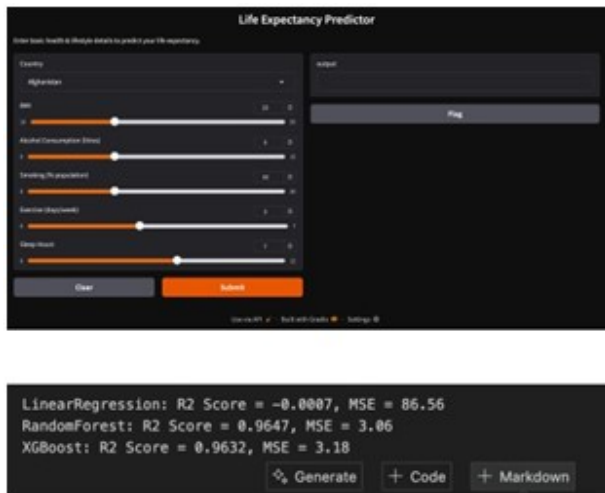 Life Expectancy Predictor
Enter basic health & lifestyle details to predict your life expectancy.
Country
output
Afghanistan
Flag
Alcohol Consumption (litres)
Smoking (% population)
Exercise (days/week)
Sleep Hours
Clear
Submit
Use via API · Built with Gradio · Settings
LinearRegression: R2 Score = -0.0007, MSE = 86.56
RandomForest: R2 Score = 0.9647, MSE = 3.06
XGBoost: R2 Score = 0.9632, MSE = 3.18
Generate
+ Code
+ Markdown